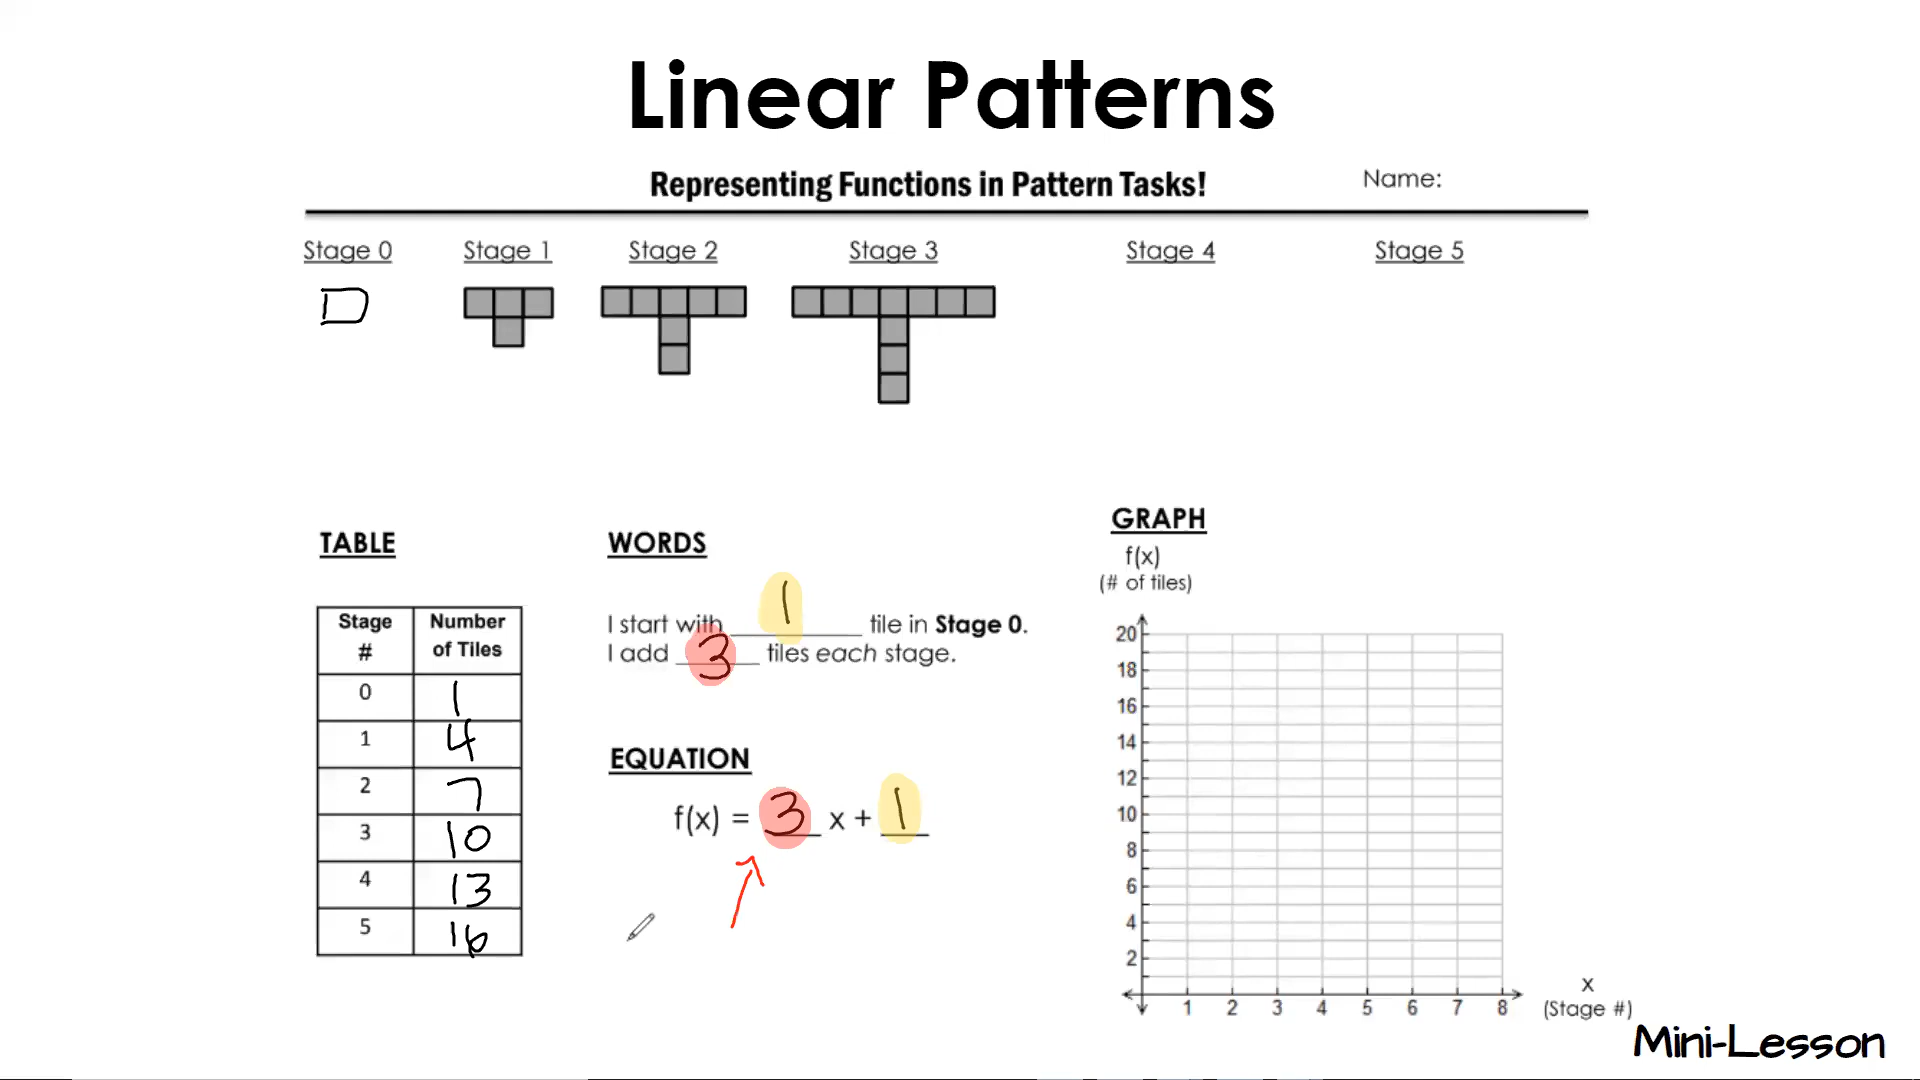 Linear Patterns
Representing Functions in Pattern Tasks!
Name:
Stage 0
Stage 1
Stage 2
Stage 3
Stage 4
Stage 5
TABLE
Stage # Number of Tiles
0 1
1 4
2 7
3 10
4 13
5 16
WORDS
I start with 1 tile in Stage 0.
I add 3 tiles each stage.
EQUATION
f(x) = 3 x + 1
GRAPH
f(x)
(# of tiles)
20
18
16
14
12
10
8
6
4
2
1 2 3 4 5 6 7 8
x
(Stage #)
Mini-Lesson